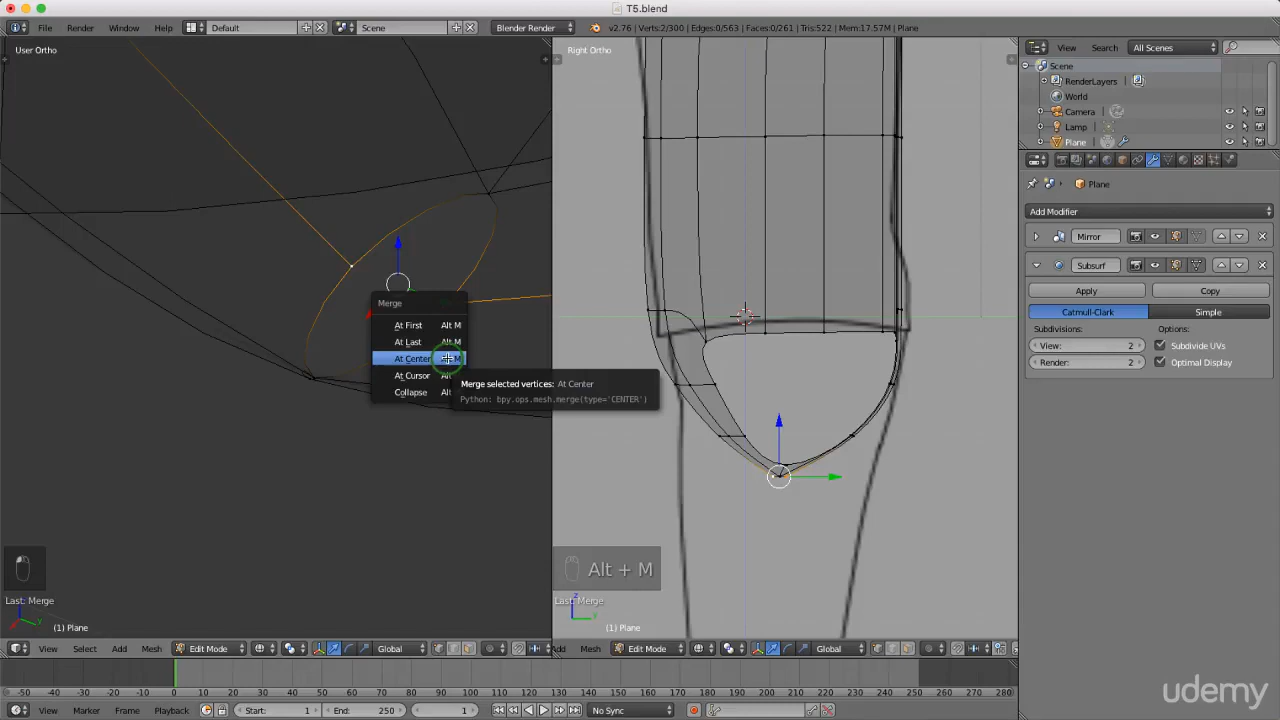 T5.blend
File Render Window Help Default Scene Blender Render v2.76 | Verts:2/300 | Edges:0/563 | Faces:0/261 | Tris:522 | Mem:17.57M | Plane
User Ortho
Right Ortho
View Search All Scenes
Scene
RenderLayers
World
Camera
Lamp
Plane
Plane
Add Modifier
Mirror
Subsurf
Apply Copy
Catmull-Clark Simple
Subdivisions: Options:
View: 2 Subdivide UVs
Render: 2 Optimal Display
Merge
At First Alt M
At Last Alt M
At Center M
At Cursor Alt
Collapse Alt
Merge selected vertices: At Center
Python: bpy.ops.mesh.merge(type='CENTER')
Alt + M
Last: Merge
Last: Merge
(1) Plane
(1) Plane
View Select Add Mesh Edit Mode Global
Add Mesh Edit Mode Global
-50 -40 -30 -20 -10 0 10 20 30 40 50 60 70 80 90 100 110 120 130 140 150 160 170 180 190 200 210 220 230 240 250 260 270 280
View Marker Frame Playback Start: 1 End: 250 1 No Sync
udemy